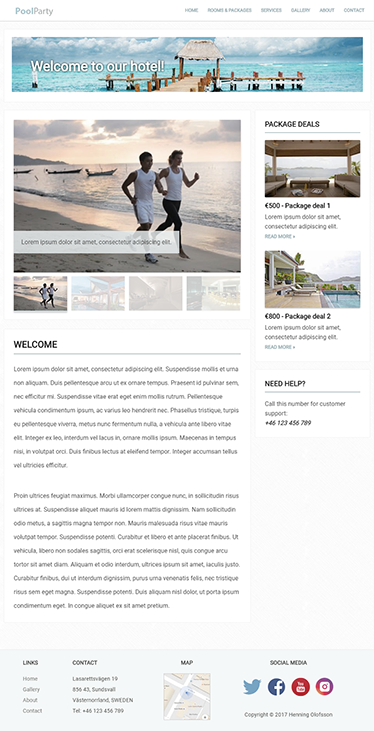 PoolParty
HOME ROOMS & PACKAGES SERVICES GALLERY ABOUT CONTACT
Welcome to our hotel!
Lorem ipsum dolor sit amet, consectetur adipiscing elit.
PACKAGE DEALS
€500 - Package deal 1
Lorem ipsum dolor sit amet,
consectetur adipiscing elit.
READ MORE »
€800 - Package deal 2
Lorem ipsum dolor sit amet,
consectetur adipiscing elit.
READ MORE »
NEED HELP?
Call this number for customer
support:
+46 123 456 789
WELCOME
Lorem ipsum dolor sit amet, consectetur adipiscing elit. Suspendisse mollis et urna
non aliquam. Duis pellentesque arcu ut ex ornare tempus. Praesent id pulvinar sem,
nec efficitur mi. Suspendisse vitae erat eget enim mollis rutrum. Pellentesque
vehicula condimentum ipsum, ac varius leo hendrerit nec. Phasellus tristique, turpis
eu pellentesque viverra, metus nunc fermentum nulla, a vehicula ante libero vitae
elit. Integer ex leo, interdum vel lacus in, ornare mollis ipsum. Maecenas in tempus
nisi, in volutpat orci. Duis finibus lectus at eleifend tempor. Integer accumsan tellus
vel ultricies efficitur.
Proin ultrices feugiat maximus. Morbi ullamcorper congue nunc, in sollicitudin risus
ultrices at. Suspendisse aliquet mauris id lorem mattis dignissim. Nam sollicitudin
odio metus, a sagittis magna tempor non. Mauris malesuada risus vitae mauris
volutpat tempor. Suspendisse potenti. Curabitur et libero et ante placerat finibus. Ut
vehicula, libero non sodales sagittis, orci erat scelerisque nisl, quis congue arcu
tortor sit amet diam. Aliquam et odio interdum, ultrices ipsum sit amet, iaculis justo.
Curabitur finibus, dui ut interdum dignissim, purus urna venenatis felis, nec tristique
risus sem eget magna. Suspendisse potenti. Duis aliquam nisl dolor, ut porta ipsum
condimentum eget. In congue aliquet ex sit amet pretium.
LINKS
Home
Gallery
About
Contact
CONTACT
Lasarettsvägen 19
856 43, Sundsvall
Västernorrland, SWEDEN
Tel: +46 123 456 789
MAP
SOCIAL MEDIA
You
Tube
Copyright © 2017 Henning Olofsson